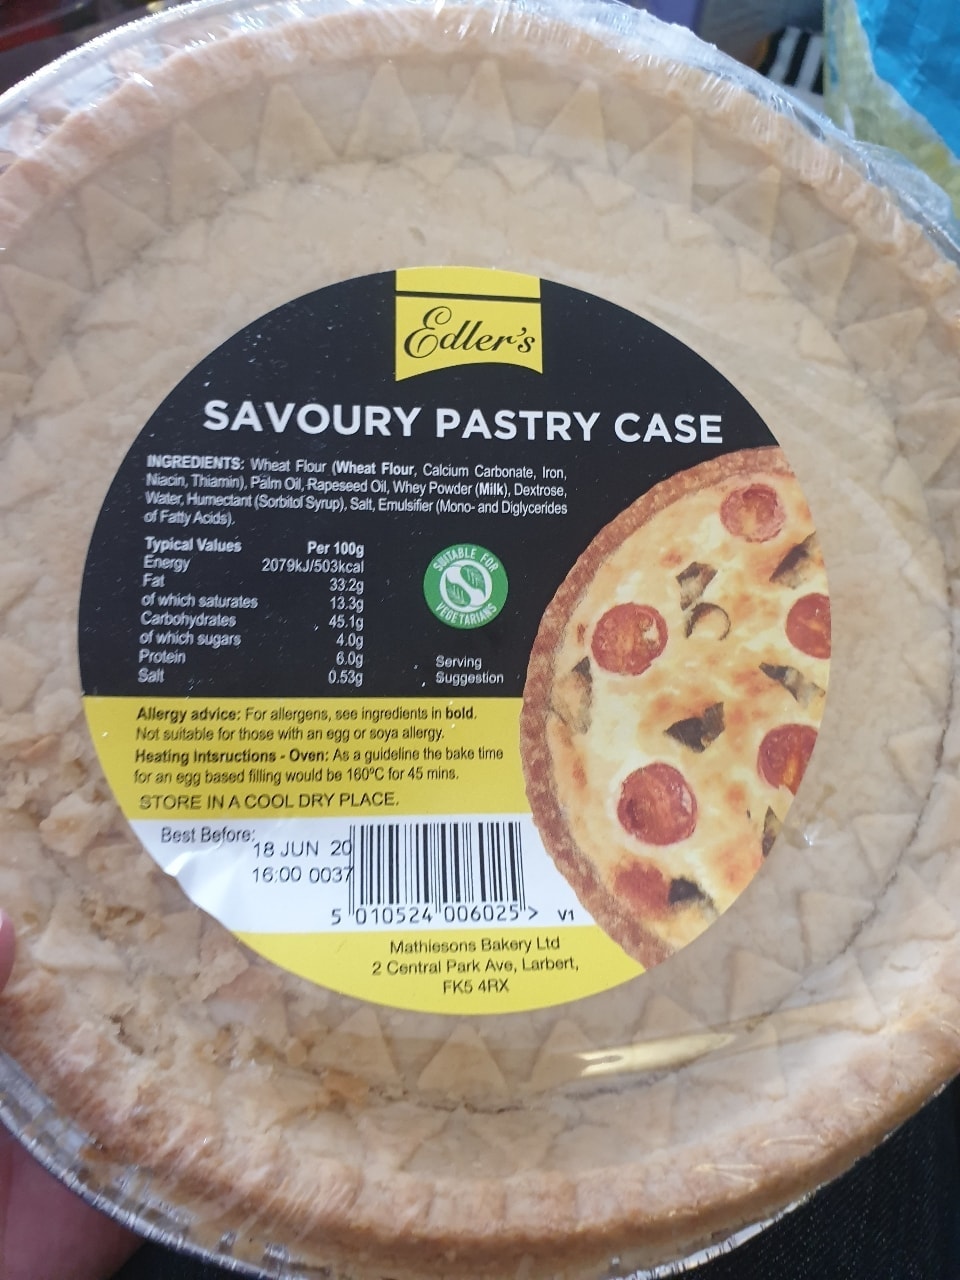 Edler's
SAVOURY PASTRY CASE
INGREDIENTS: Wheat Flour (Wheat Flour, Calcium Carbonate, Iron,
Niacin, Thiamin), Palm Oil, Rapeseed Oil, Whey Powder (Milk), Dextrose,
Water, Humectant (Sorbitol Syrup), Salt, Emulsifier (Mono- and Diglycerides
of Fatty Acids).
Typical Values Per 100g
Energy 2079kJ/503kcal
Fat 33.2g
of which saturates 13.3g
Carbohydrates 45.1g
of which sugars 4.0g
Protein 6.0g
Salt 0.53g
SUITABLE FOR
VEGETARIANS
Serving
Suggestion
Allergy advice: For allergens, see ingredients in bold.
Not suitable for those with an egg or soya allergy.
Heating Intsructions - Oven: As a guideline the bake time
for an egg based filling would be 160ºC for 45 mins.
STORE IN A COOL DRY PLACE.
Best Before:
18 JUN 20
16:00 0037
5 010524 006025 > V1
Mathiesons Bakery Ltd
2 Central Park Ave, Larbert,
FK5 4RX